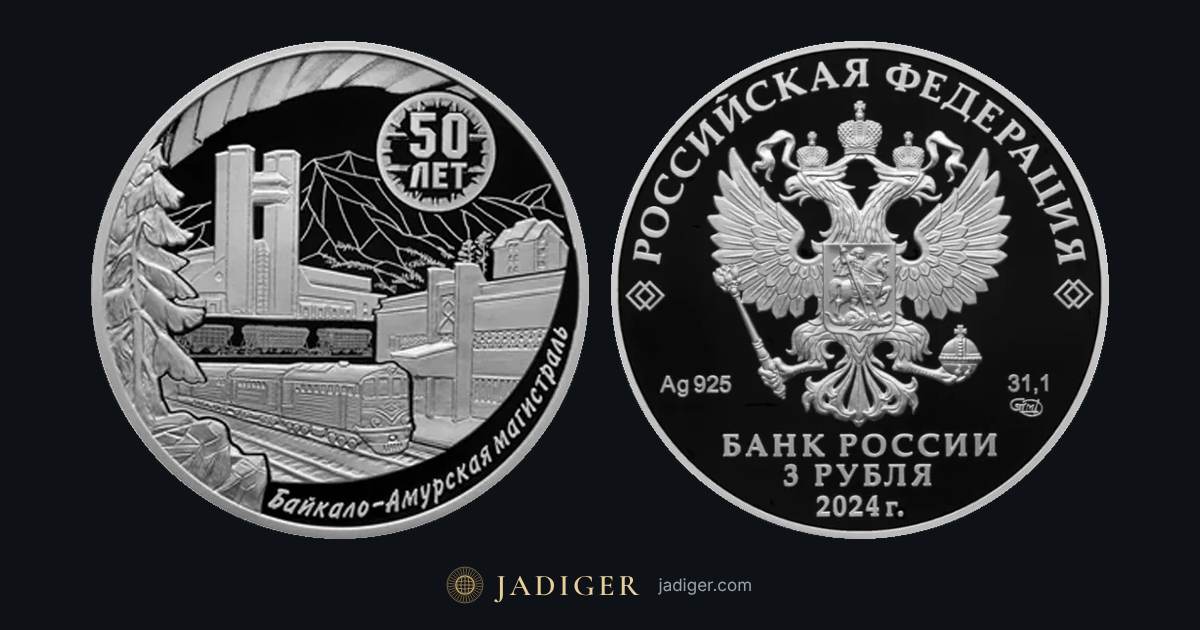 50
ЛЕТ
Байкало-Амурская магистраль
РОССИЙСКАЯ ФЕДЕРАЦИЯ
Ag 925
31,1
БАНК РОССИИ
3 РУБЛЯ
2024 г.
JADIGER
jadiger.com